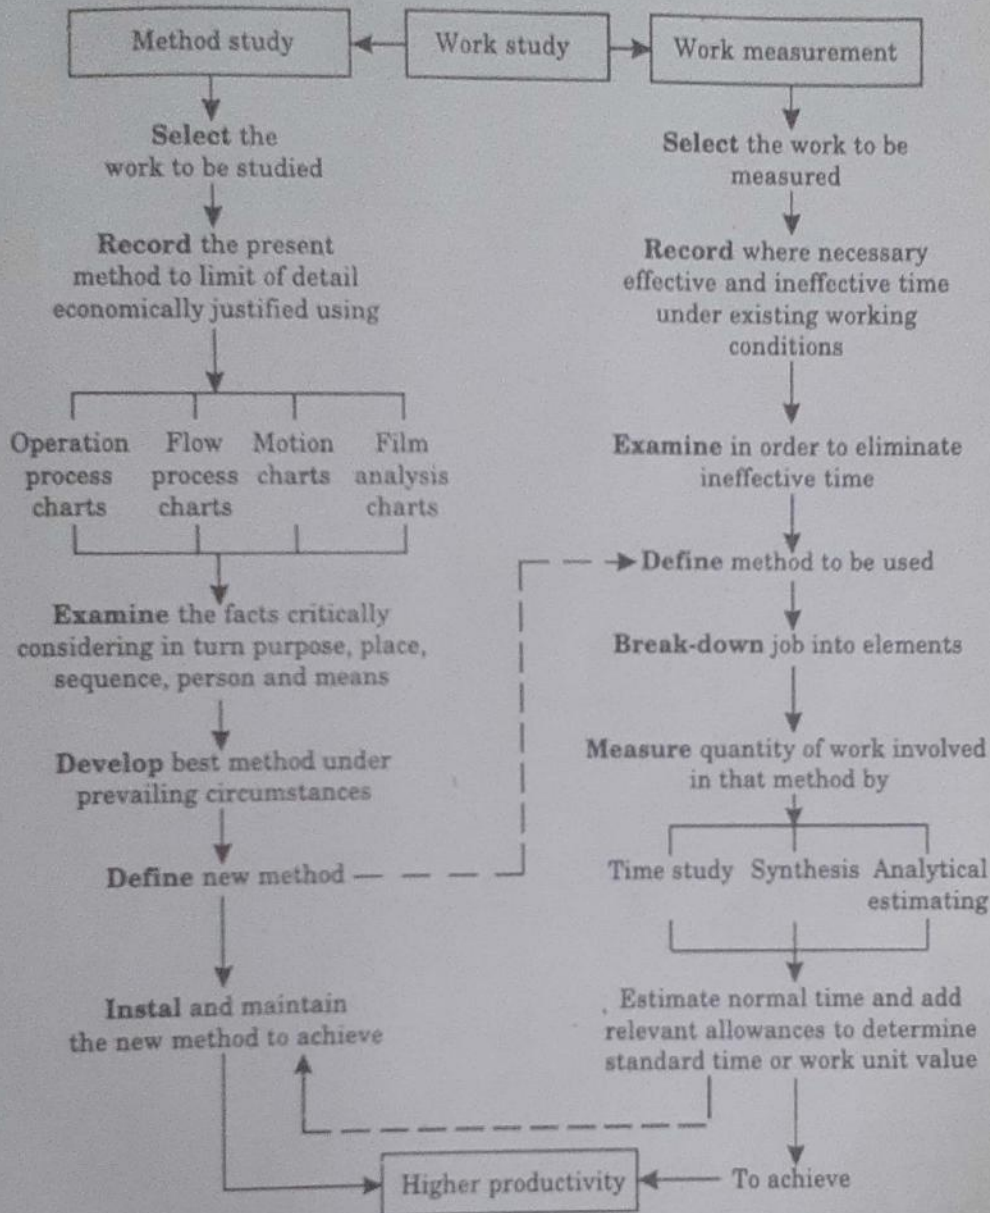 Method study
Work study
Work measurement
Select the
work to be studied
Record the present
method to limit of detail
economically justified using
Operation
process
charts
Flow
process
charts
Motion
charts
Film
analysis
charts
Examine the facts critically
considering in turn purpose, place,
sequence, person and means
Develop best method under
prevailing circumstances
Define new method
Instal and maintain
the new method to achieve
Select the work to be
measured
Record where necessary
effective and ineffective time
under existing working
conditions
Examine in order to eliminate
ineffective time
Define method to be used
Break-down job into elements
Measure quantity of work involved
in that method by
Time study
Synthesis
Analytical
estimating
Estimate normal time and add
relevant allowances to determine
standard time or work unit value
To achieve
Higher productivity